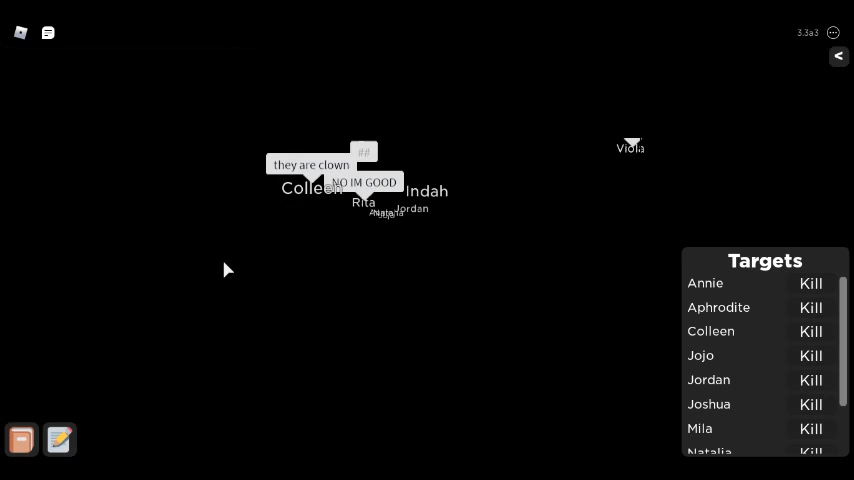 3.3a3
<
##
they are clown
NO IM GOOD
Colleen
Indah
Rita
Jordan
Viola
Targets
Annie Kill
Aphrodite Kill
Colleen Kill
Jojo Kill
Jordan Kill
Joshua Kill
Mila Kill
Natalia